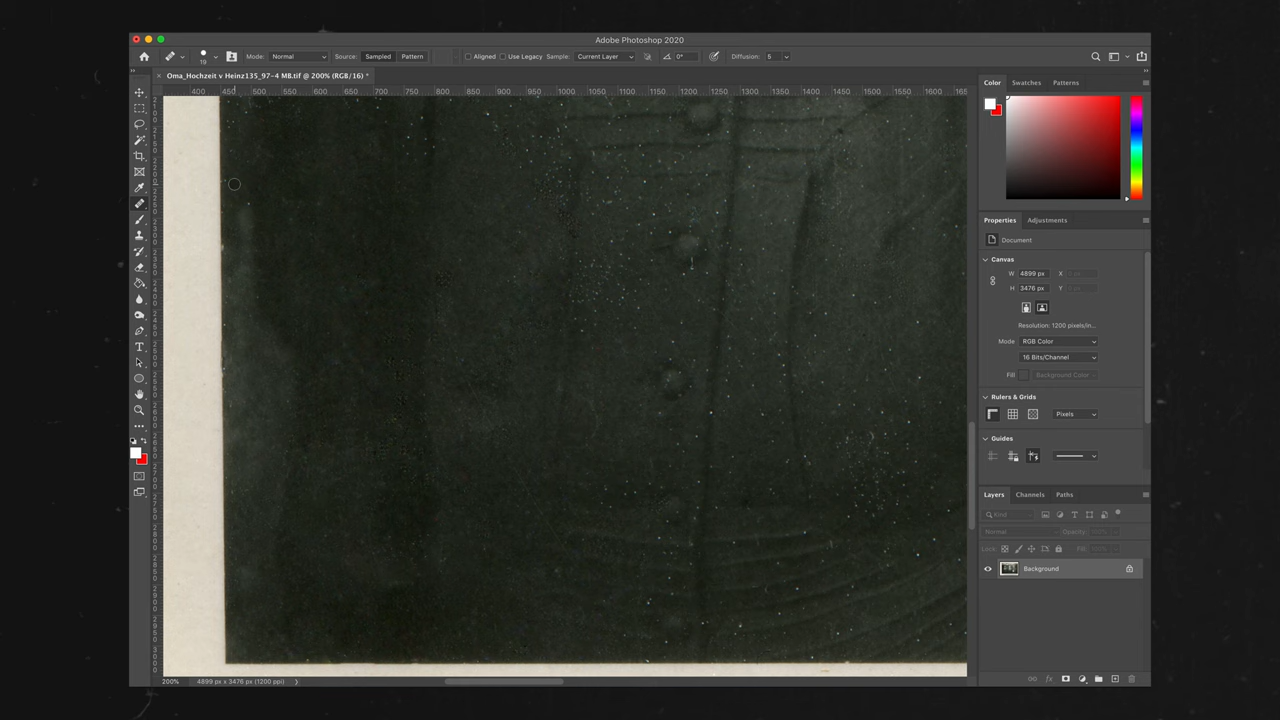 Adobe Photoshop 2020
19 Mode: Normal Source: Sampled Pattern Aligned Use Legacy Sample: Current Layer 0° Diffusion: 5
Oma_Hochzeit v Heinz135_97-4 MB.tif @ 200% (RGB/16) *
400 450 500 550 600 650 700 750 800 850 900 950 1000 1050 1100 1150 1200 1250 1300 1350 1400 1450 1500 1550 1600 165
Color Swatches Patterns
Properties Adjustments
Document
Canvas
W 4899 px X
H 3476 px Y
Resolution: 1200 pixels/in...
Mode RGB Color
16 Bits/Channel
Fill Background Color
Rulers & Grids
Pixels
Guides
Layers Channels Paths
Kind
Normal Opacity: 100%
Lock: Fill: 100%
Background
200% 4899 px x 3476 px (1200 ppi)